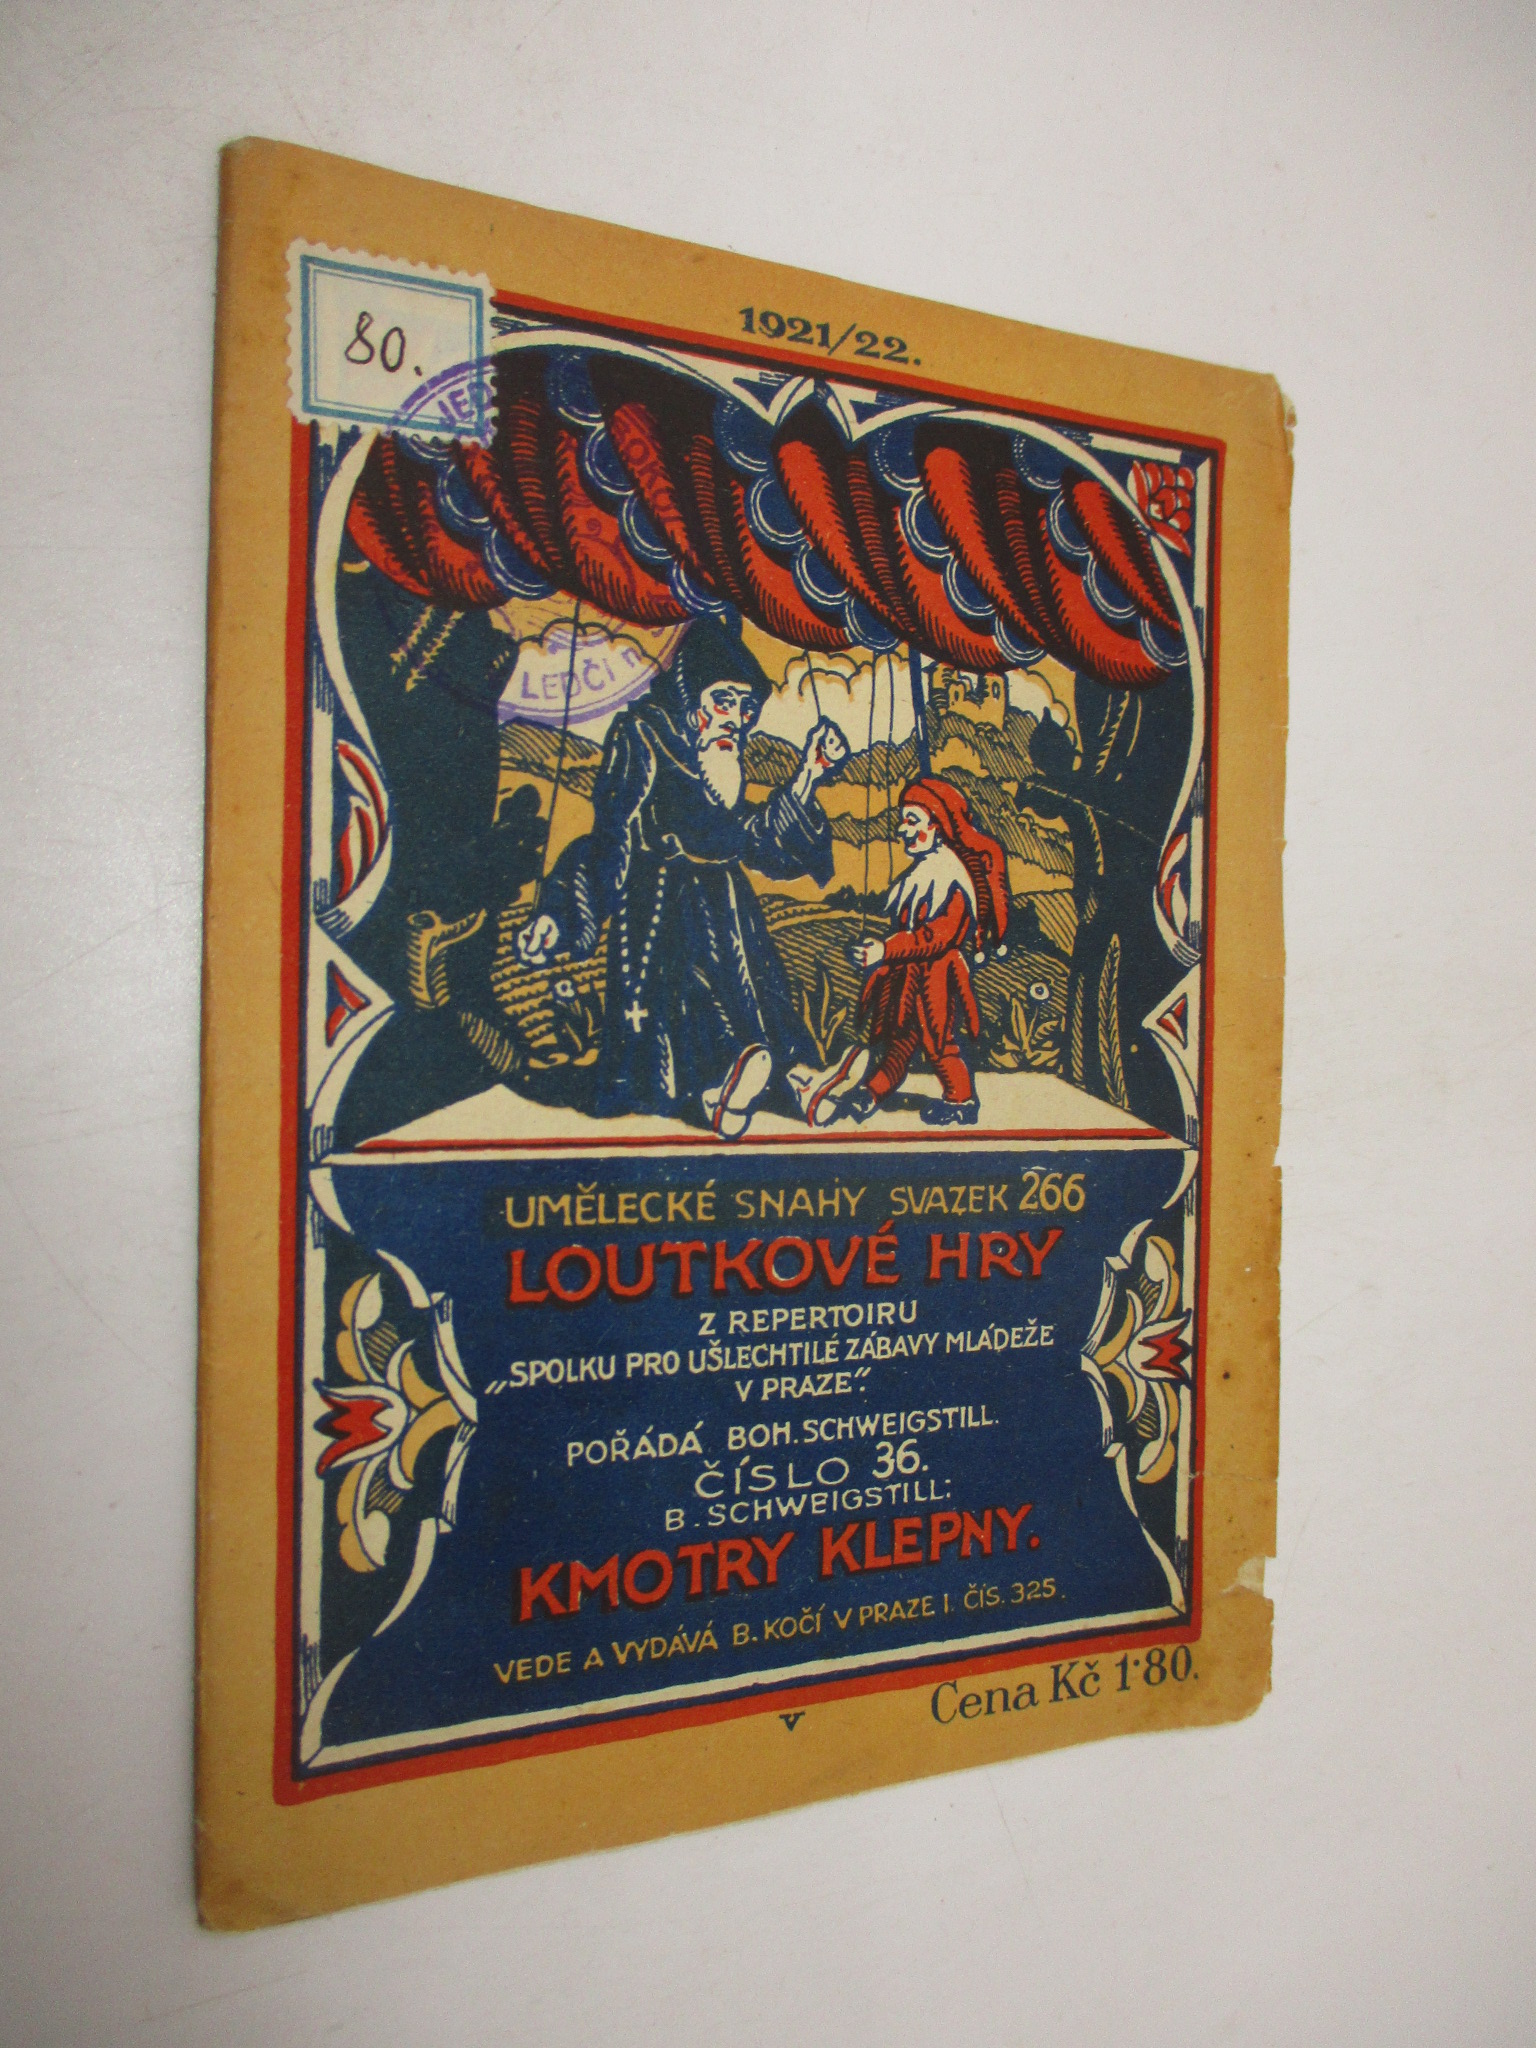 80.
1921/22.
LEDČI
UMĚLECKÉ SNAHY SVAZEK 266
LOUTKOVÉ HRY
Z REPERTOIRU
„SPOLKU PRO UŠLECHTILÉ ZÁBAVY MLÁDEŽE
V PRAZE".
POŘÁDÁ BOH. SCHWEIGSTILL.
ČÍSLO 36.
B. SCHWEIGSTILL:
KMOTRY KLEPNY.
VEDE A VYDÁVÁ B. KOČÍ V PRAZE I. ČÍS. 325.
V
Cena Kč 1·80.